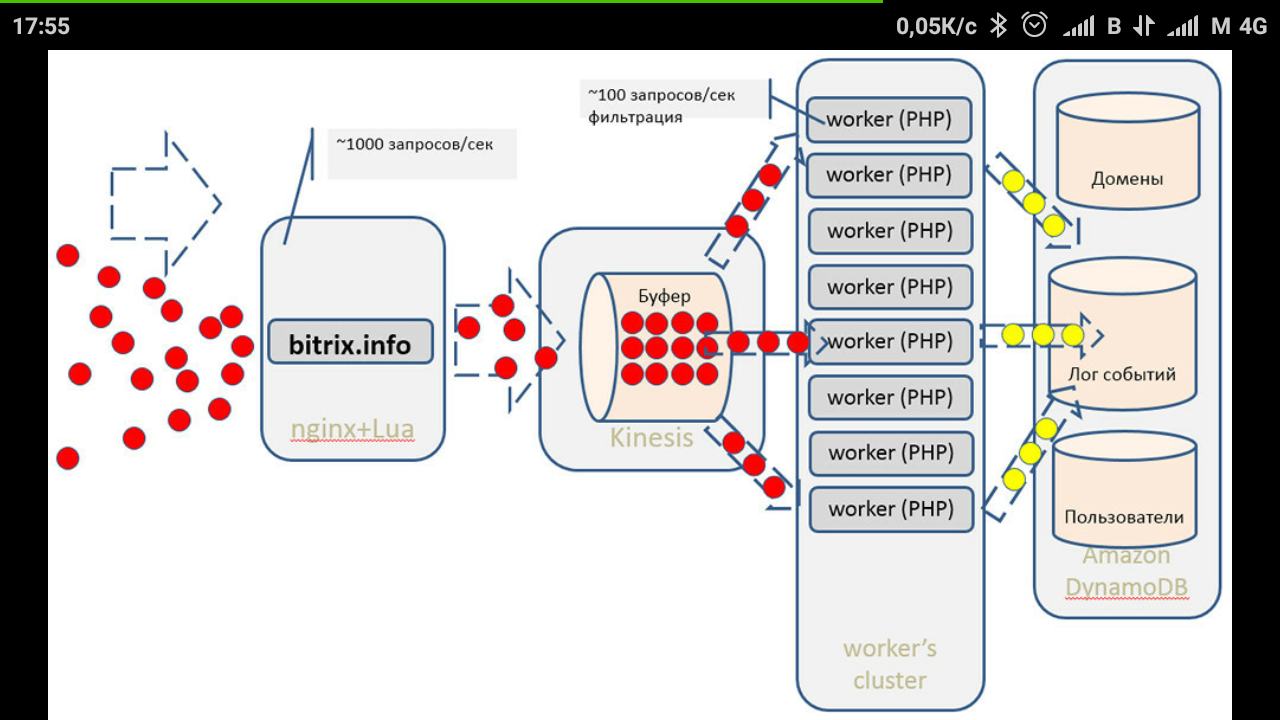 17:55
0,05K/c
B
M 4G
~1000 запросов/сек
bitrix.info
nginx+Lua
Буфер
Kinesis
~100 запросов/сек
фильтрация
worker (PHP)
worker (PHP)
worker (PHP)
worker (PHP)
worker (PHP)
worker (PHP)
worker (PHP)
worker (PHP)
worker’s
cluster
Домены
Лог событий
Пользователи
Amazon
DynamoDB